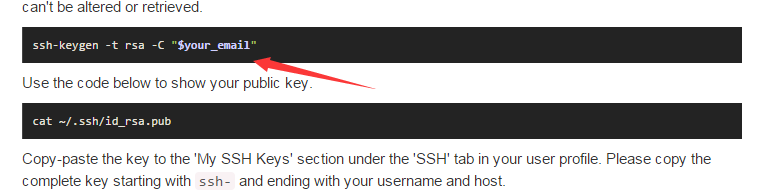 can't be altered or retrieved.
ssh-keygen -t rsa -C "$your_email"
Use the code below to show your public key.
cat ~/.ssh/id_rsa.pub
Copy-paste the key to the 'My SSH Keys' section under the 'SSH' tab in your user profile. Please copy the
complete key starting with ssh- and ending with your username and host.